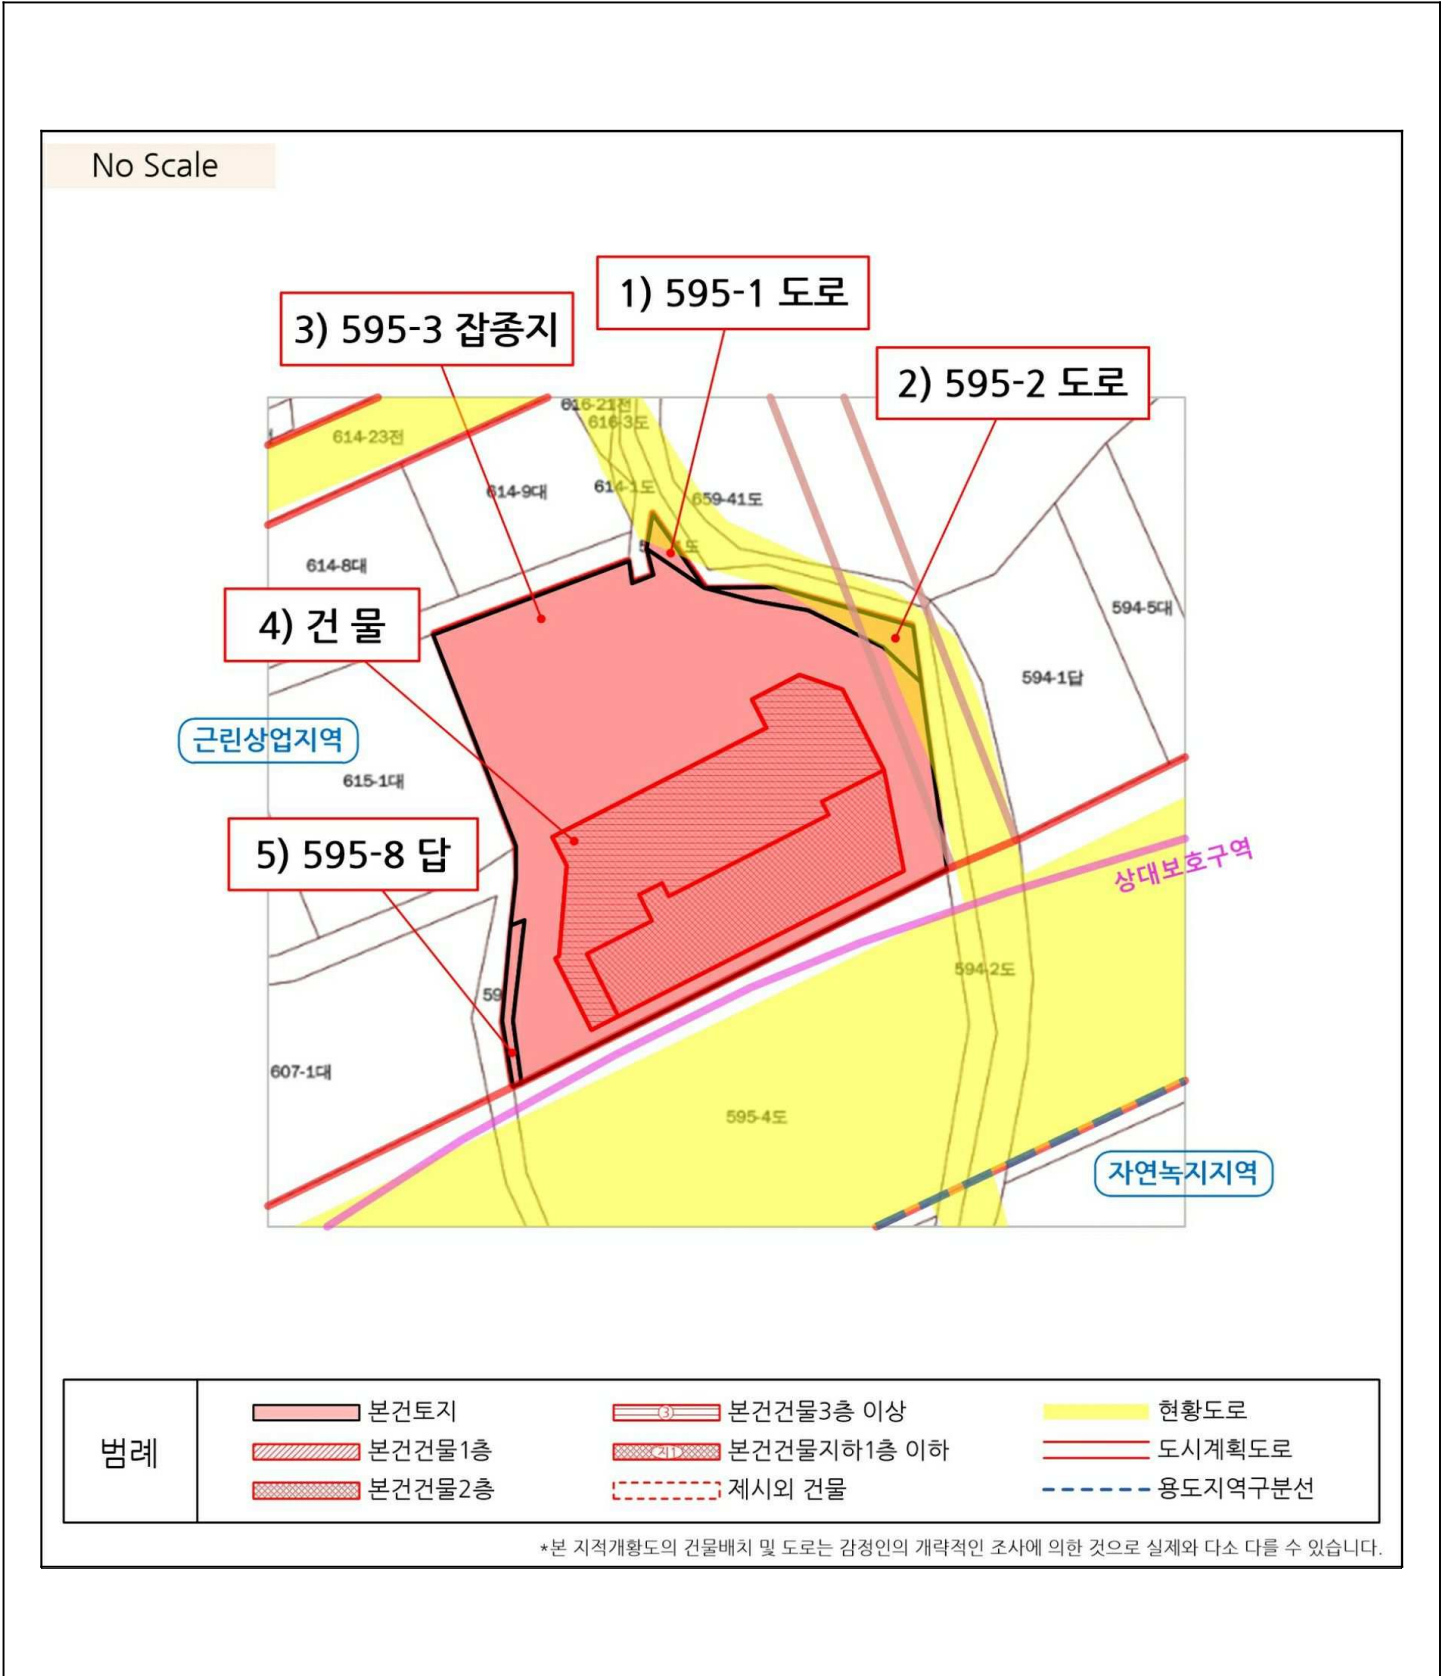 No Scale
1) 595-1 도로
3) 595-3 잡종지
2) 595-2 도로
616-21전
616-3도
614-23전
614-9대
614-1도
659-41도
614-8대
594-5대
4) 건 물
594-1답
근린상업지역
615-1대
5) 595-8 답
상대보호구역
594-2도
59
607-1대
595-4도
자연녹지지역
범례
본건토지
본건건물3층 이상
현황도로
본건건물1층
본건건물지하1층 이하
도시계획도로
본건건물2층
제시외 건물
용도지역구분선
*본 지적개황도의 건물배치 및 도로는 감정인의 개략적인 조사에 의한 것으로 실제와 다소 다를 수 있습니다.